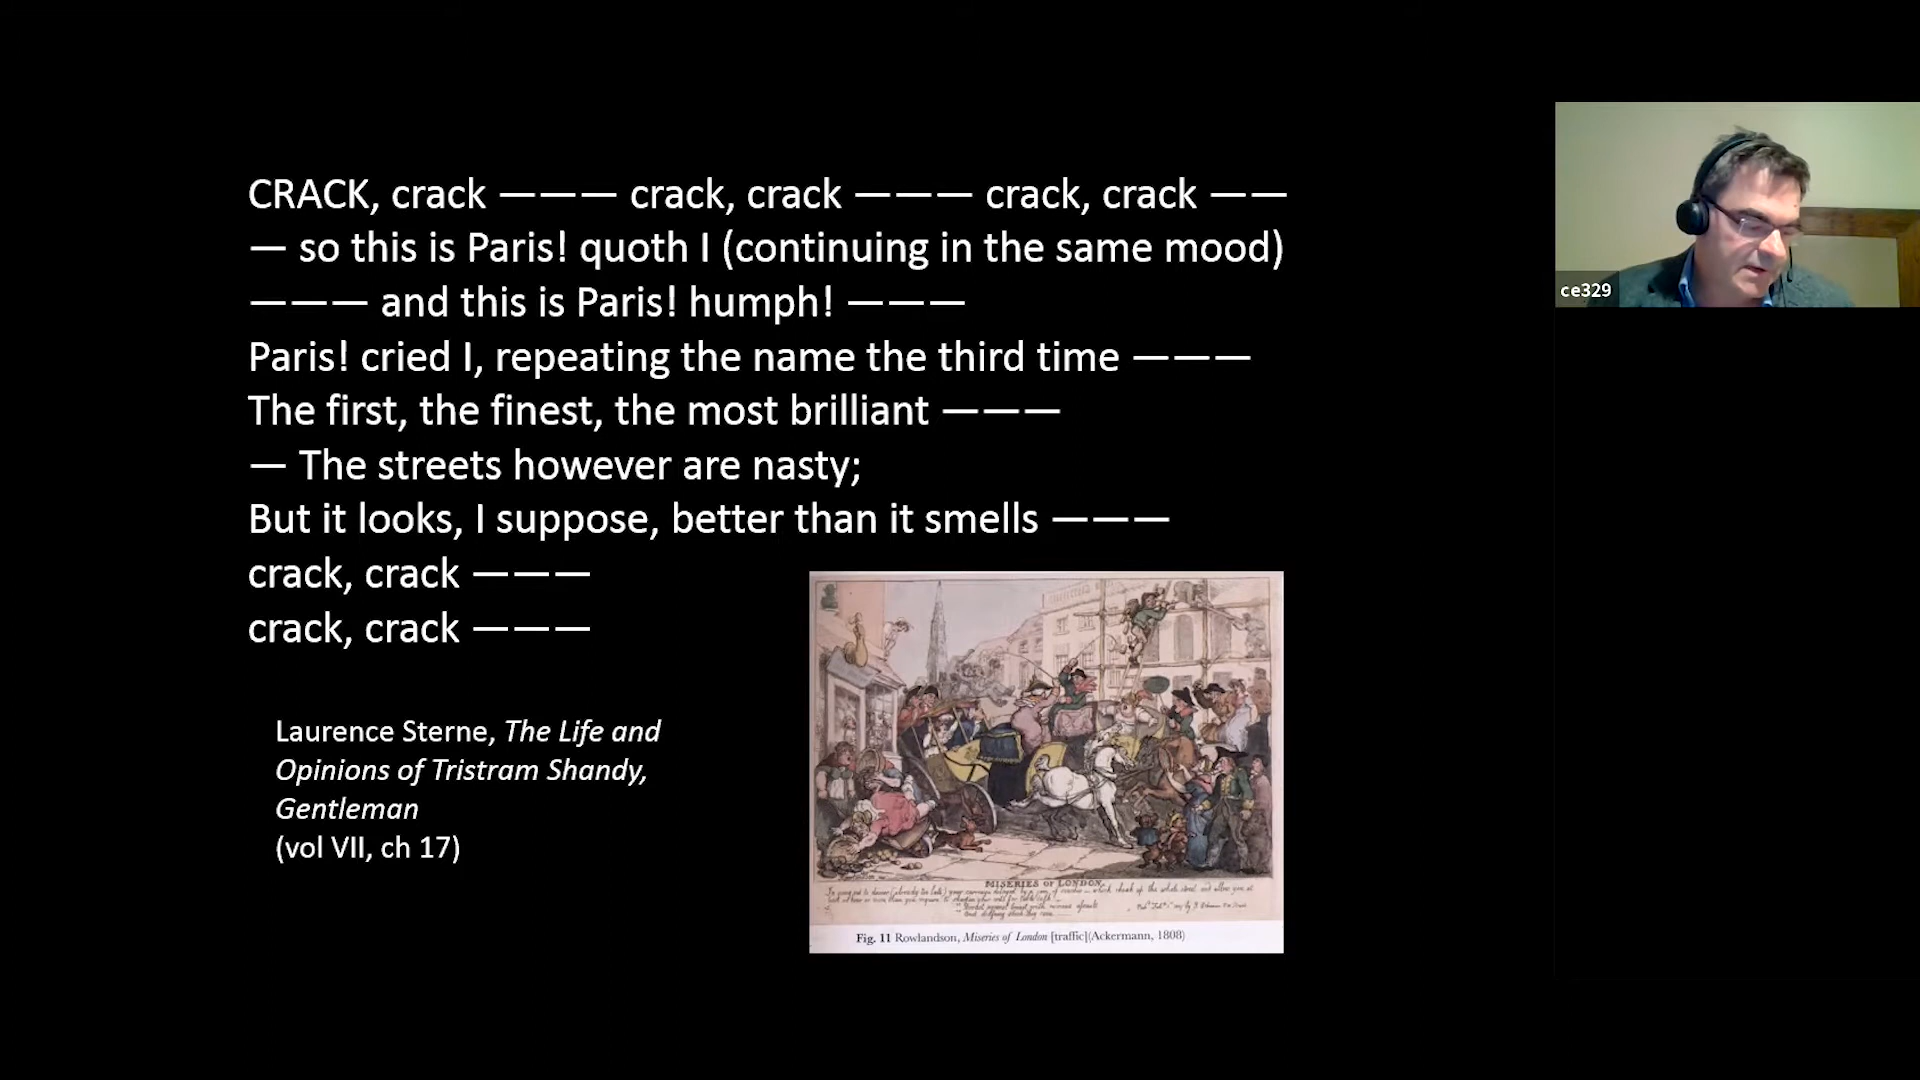 CRACK, crack ——— crack, crack ——— crack, crack ——
— so this is Paris! quoth I (continuing in the same mood)
——— and this is Paris! humph! ———
Paris! cried I, repeating the name the third time ———
The first, the finest, the most brilliant ———
— The streets however are nasty;
But it looks, I suppose, better than it smells ———
crack, crack ———
crack, crack ———
Laurence Sterne, The Life and
Opinions of Tristram Shandy,
Gentleman
(vol VII, ch 17)
MISERIES OF LONDON.
Fig. 11 Rowlandson, Miseries of London [traffic](Ackermann, 1808)
ce329